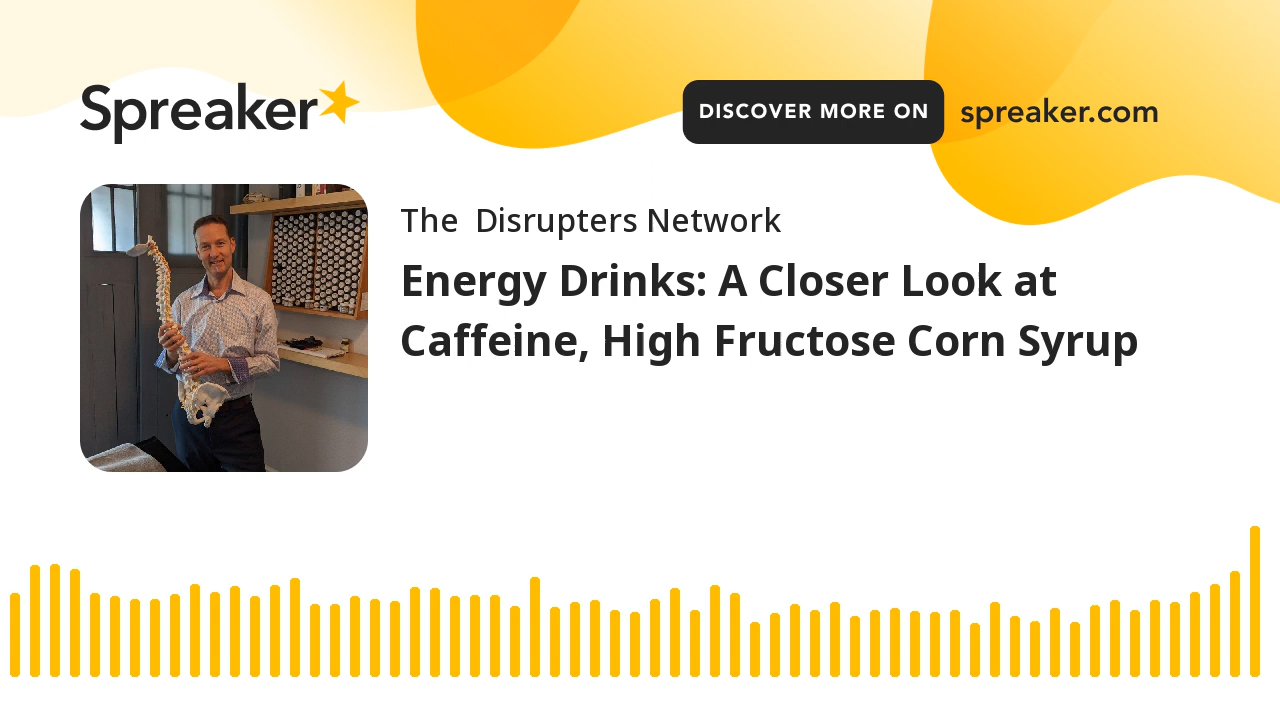 Spreaker
DISCOVER MORE ON spreaker.com
The Disrupters Network
Energy Drinks: A Closer Look at
Caffeine, High Fructose Corn Syrup